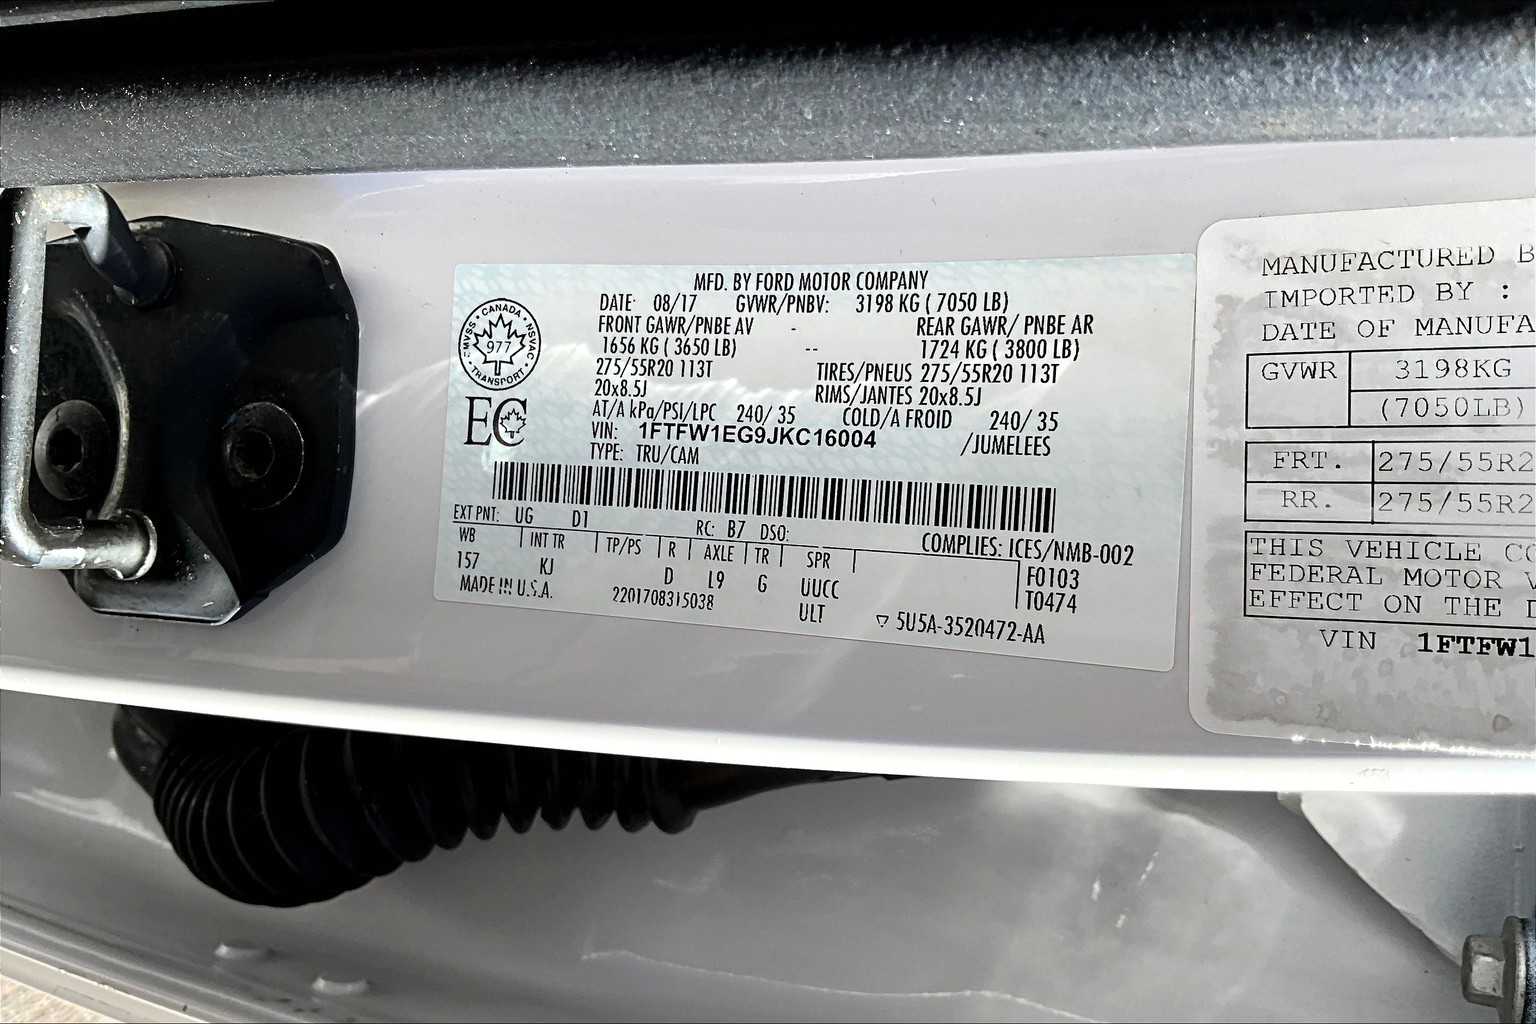 MFD. BY FORD MOTOR COMPANY
DATE: 08/17 GVWR/PNBV: 3198 KG ( 7050 LB)
FRONT GAWR/PNBE AV - REAR GAWR/ PNBE AR
1656 KG ( 3650 LB) -- 1724 KG ( 3800 LB)
275/55R20 113T TIRES/PNEUS 275/55R20 113T
20x8.5J RIMS/JANTES 20x8.5J
AT/A kPa/PSI/LPC 240/ 35 COLD/A FROID 240/ 35
VIN: 1FTFW1EG9JKC16004 /JUMELEES
TYPE: TRU/CAM
CANADA · NSVAC · TRANSPORT · CMVSS
977
EC
EXT PNT: UG D1 RC: B7 DSO:
WB INT TR TP/PS R AXLE TR SPR COMPLIES: ICES/NMB-002
157 KJ D L9 G UUCC F0103
MADE IN U.S.A. 2201708315038 ULT T0474
▽ 5U5A-3520472-AA
MANUFACTURED B
IMPORTED BY :
DATE OF MANUFA
GVWR 3198KG
(7050LB)
FRT. 275/55R2
RR. 275/55R2
THIS VEHICLE CO
FEDERAL MOTOR V
EFFECT ON THE D
VIN 1FTFW1